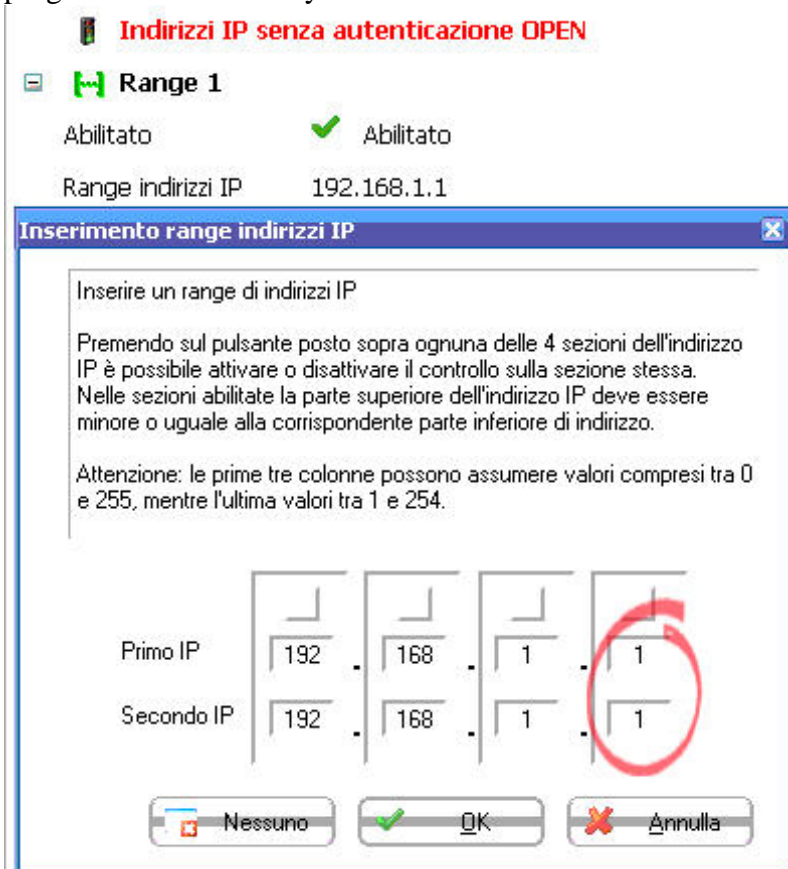 Indirizzi IP senza autenticazione OPEN
Range 1
Abilitato Abilitato
Range indirizzi IP 192.168.1.1
Inserimento range indirizzi IP
Inserire un range di indirizzi IP
Premendo sul pulsante posto sopra ognuna delle 4 sezioni dell'indirizzo
IP è possibile attivare o disattivare il controllo sulla sezione stessa.
Nelle sezioni abilitate la parte superiore dell'indirizzo IP deve essere
minore o uguale alla corrispondente parte inferiore di indirizzo.
Attenzione: le prime tre colonne possono assumere valori compresi tra 0
e 255, mentre l'ultima valori tra 1 e 254.
Primo IP 192 . 168 . 1 . 1
Secondo IP 192 . 168 . 1 . 1
Nessuno OK Annulla